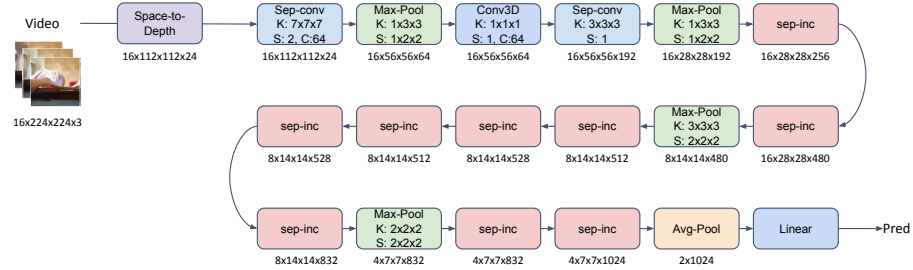 Video
16x224x224x3
Space-to-
Depth
16x112x112x24
Sep-conv
K: 7x7x7
S: 2, C:64
16x112x112x24
Max-Pool
K: 1x3x3
S: 1x2x2
16x56x56x64
Conv3D
K: 1x1x1
S: 1, C:64
16x56x56x64
Sep-conv
K: 3x3x3
S: 1
16x56x56x192
Max-Pool
K: 1x3x3
S: 1x2x2
16x28x28x192
sep-inc
16x28x28x256
sep-inc
16x28x28x480
Max-Pool
K: 3x3x3
S: 2x2x2
8x14x14x480
sep-inc
8x14x14x512
sep-inc
8x14x14x528
sep-inc
8x14x14x512
sep-inc
8x14x14x528
sep-inc
8x14x14x832
Max-Pool
K: 2x2x2
S: 2x2x2
4x7x7x832
sep-inc
4x7x7x832
sep-inc
4x7x7x1024
Avg-Pool
2x1024
Linear
Pred